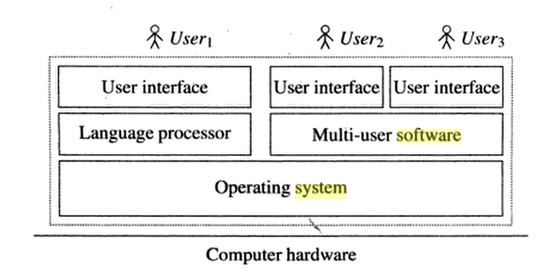 User1 User2 User3
User interface User interface User interface
Language processor Multi-user software
Operating system
Computer hardware